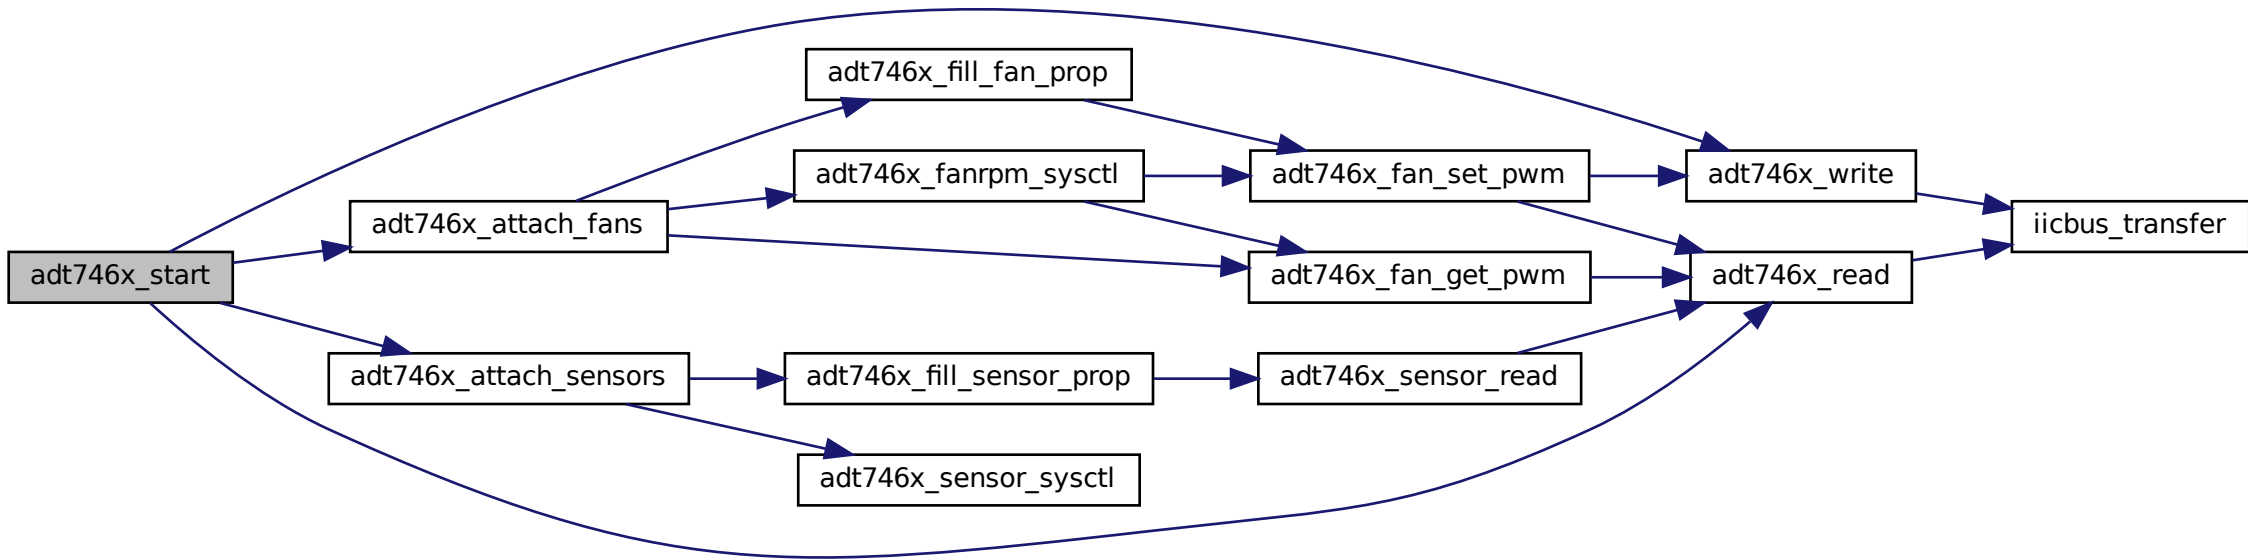 adt746x_start
adt746x_attach_fans
adt746x_attach_sensors
adt746x_fill_fan_prop
adt746x_fanrpm_sysctl
adt746x_fill_sensor_prop
adt746x_sensor_sysctl
adt746x_fan_set_pwm
adt746x_fan_get_pwm
adt746x_sensor_read
adt746x_write
adt746x_read
iicbus_transfer